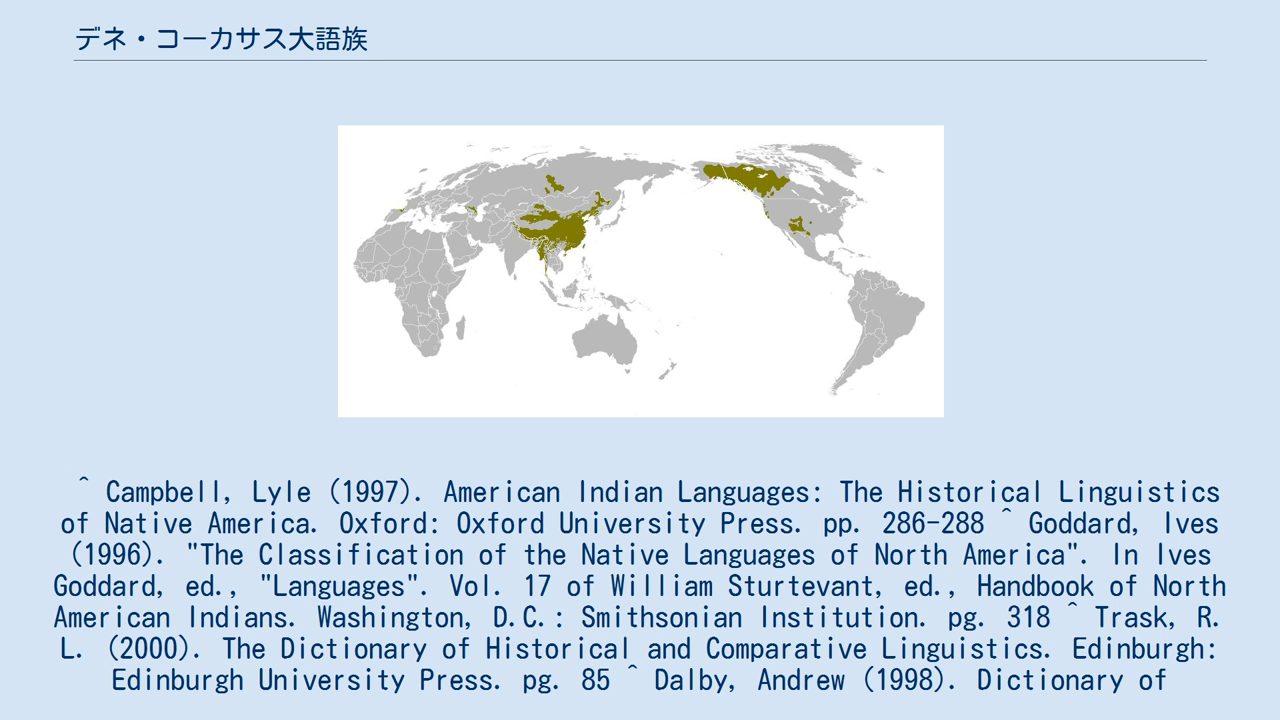 デネ・コーカサス大語族
^ Campbell, Lyle (1997). American Indian Languages: The Historical Linguistics
of Native America. Oxford: Oxford University Press. pp. 286-288 ^ Goddard, Ives
(1996). "The Classification of the Native Languages of North America". In Ives
Goddard, ed., "Languages". Vol. 17 of William Sturtevant, ed., Handbook of North
American Indians. Washington, D.C.: Smithsonian Institution. pg. 318 ^ Trask, R.
L. (2000). The Dictionary of Historical and Comparative Linguistics. Edinburgh:
Edinburgh University Press. pg. 85 ^ Dalby, Andrew (1998). Dictionary of